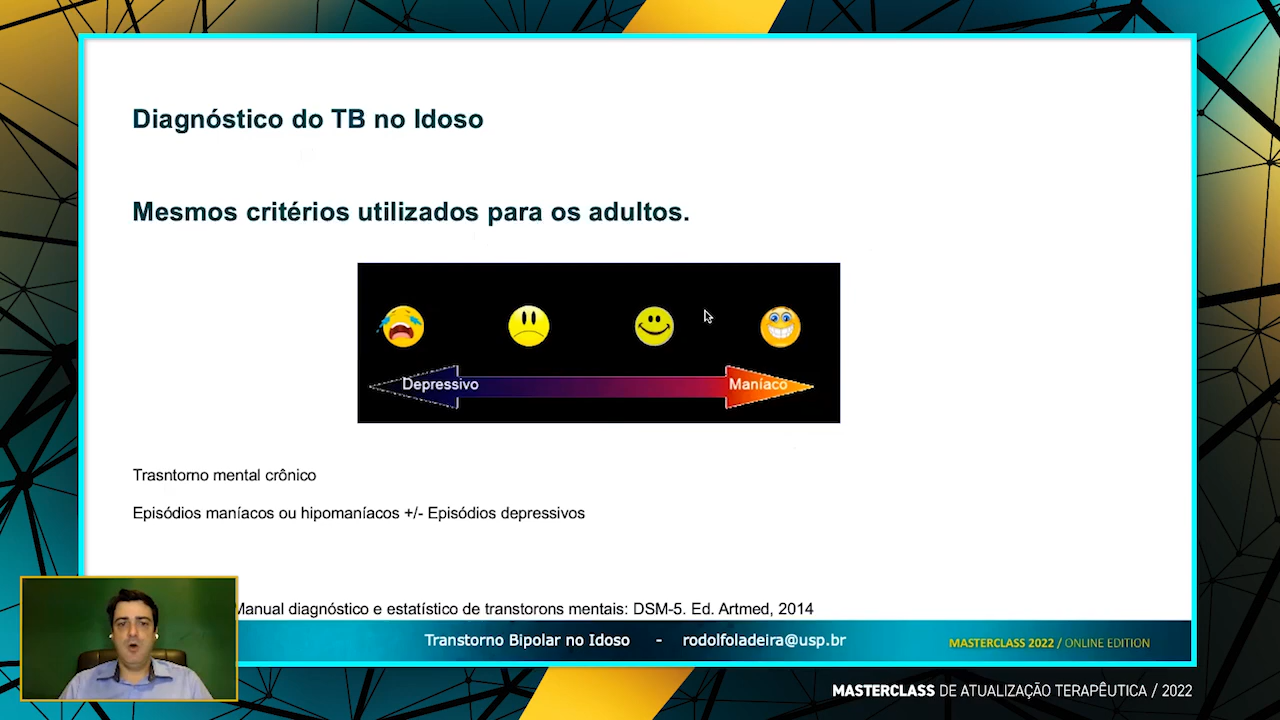 Diagnóstico do TB no Idoso
Mesmos critérios utilizados para os adultos.
Depressivo
Maníaco
Trasntorno mental crônico
Episódios maníacos ou hipomaníacos +/- Episódios depressivos
Manual diagnóstico e estatístico de transtorons mentais: DSM-5. Ed. Artmed, 2014
Transtorno Bipolar no Idoso - rodolfoladeira@usp.br
MASTERCLASS 2022 / ONLINE EDITION
MASTERCLASS DE ATUALIZAÇÃO TERAPÊUTICA / 2022